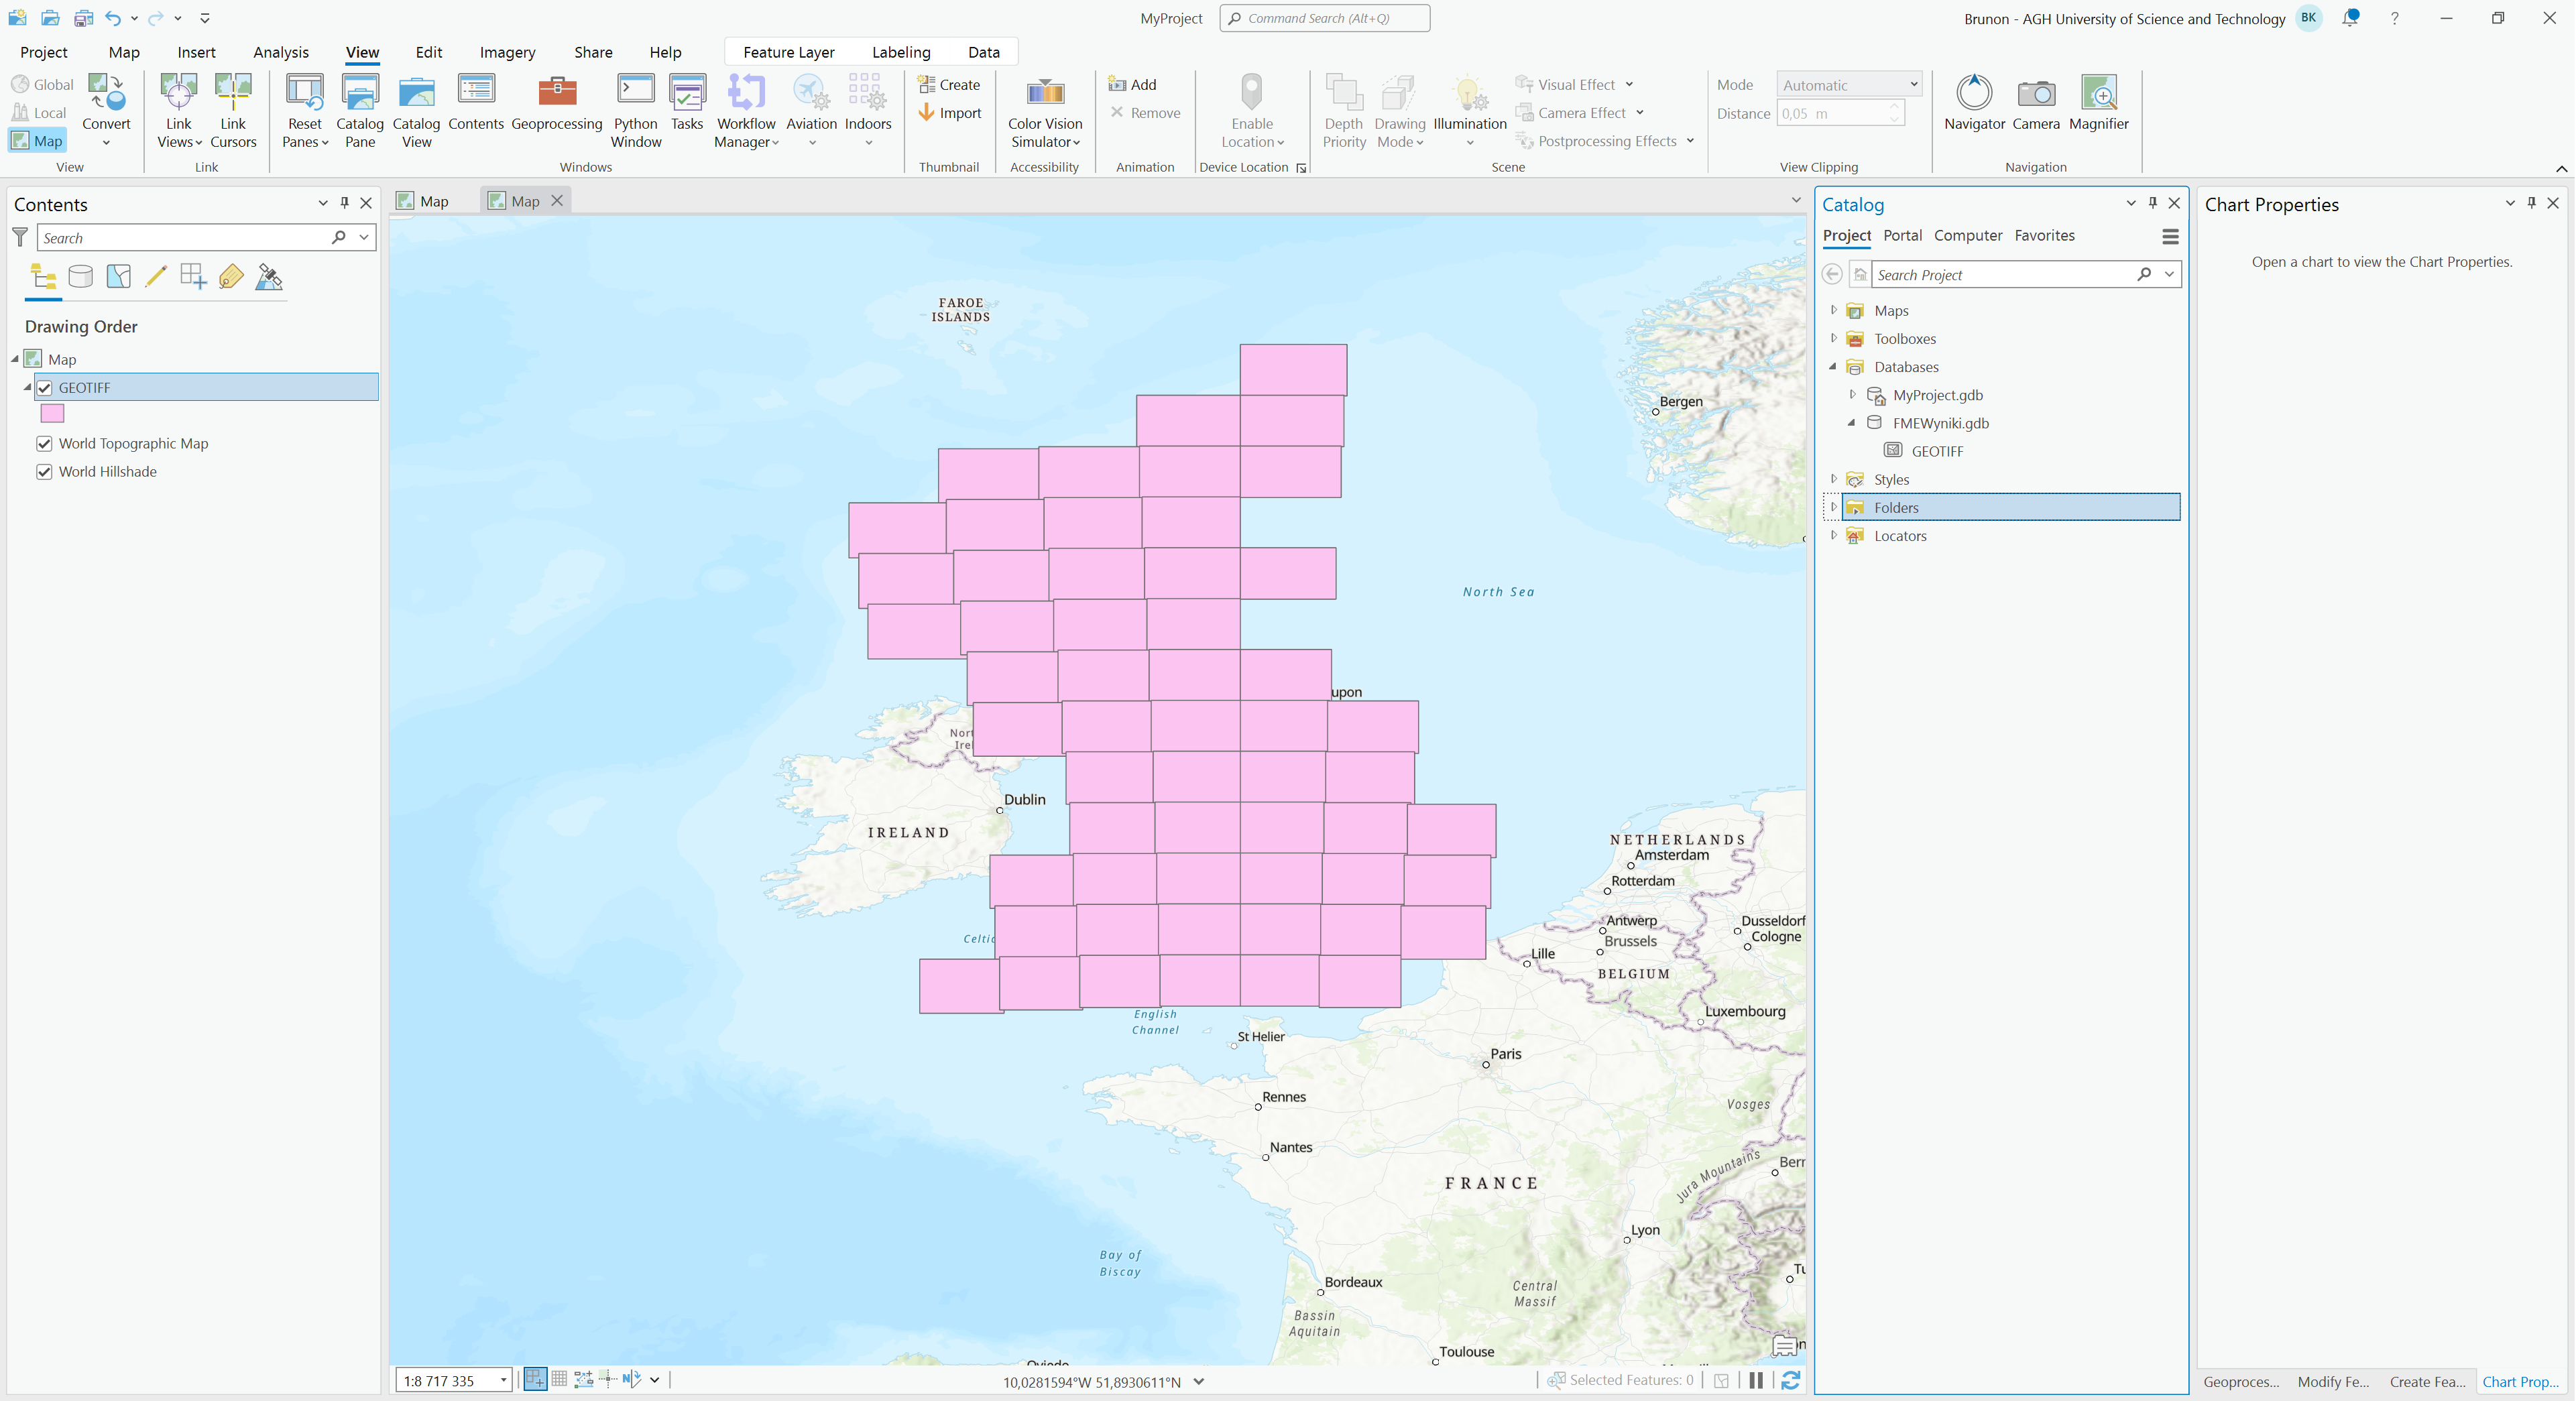 MyProject
Command Search (Alt+Q)
Brunon - AGH University of Science and Technology
BK
?
Project Map Insert Analysis View Edit Imagery Share Help Feature Layer Labeling Data
Global
Local
Map
Convert
View
Link Views
Link Cursors
Link
Reset Panes
Catalog Pane
Catalog View
Contents
Geoprocessing
Python Window
Tasks
Workflow Manager
Aviation
Indoors
Windows
Create
Import
Thumbnail
Color Vision Simulator
Accessibility
Add
Remove
Animation
Enable Location
Device Location
Depth Priority
Drawing Mode
Illumination
Visual Effect
Camera Effect
Postprocessing Effects
Scene
Mode Automatic
Distance 0,05 m
View Clipping
Navigator
Camera
Magnifier
Navigation
Contents
Search
Drawing Order
Map
GEOTIFF
World Topographic Map
World Hillshade
Map
Map
FAROE
ISLANDS
Bergen
North Sea
upon
Nort
Irel
Dublin
IRELAND
NETHERLANDS
Amsterdam
Rotterdam
Antwerp
Dusseldorf
Brussels
Cologne
Celtic
Lille
BELGIUM
Luxembourg
English
Channel
St Helier
Paris
Rennes
Vosges
Nantes
Jura Mountains
Bern
FRANCE
Lyon
Bay of
Biscay
Tu
Bordeaux
Central
Massif
Bassin
Aquitain
Toulouse
Oviedo
1:8 717 335
10,0281594°W 51,8930611°N
Selected Features: 0
Catalog
Project Portal Computer Favorites
Search Project
Maps
Toolboxes
Databases
MyProject.gdb
FMEWyniki.gdb
GEOTIFF
Styles
Folders
Locators
Chart Properties
Open a chart to view the Chart Properties.
Geoproces... Modify Fe... Create Fea... Chart Prop...